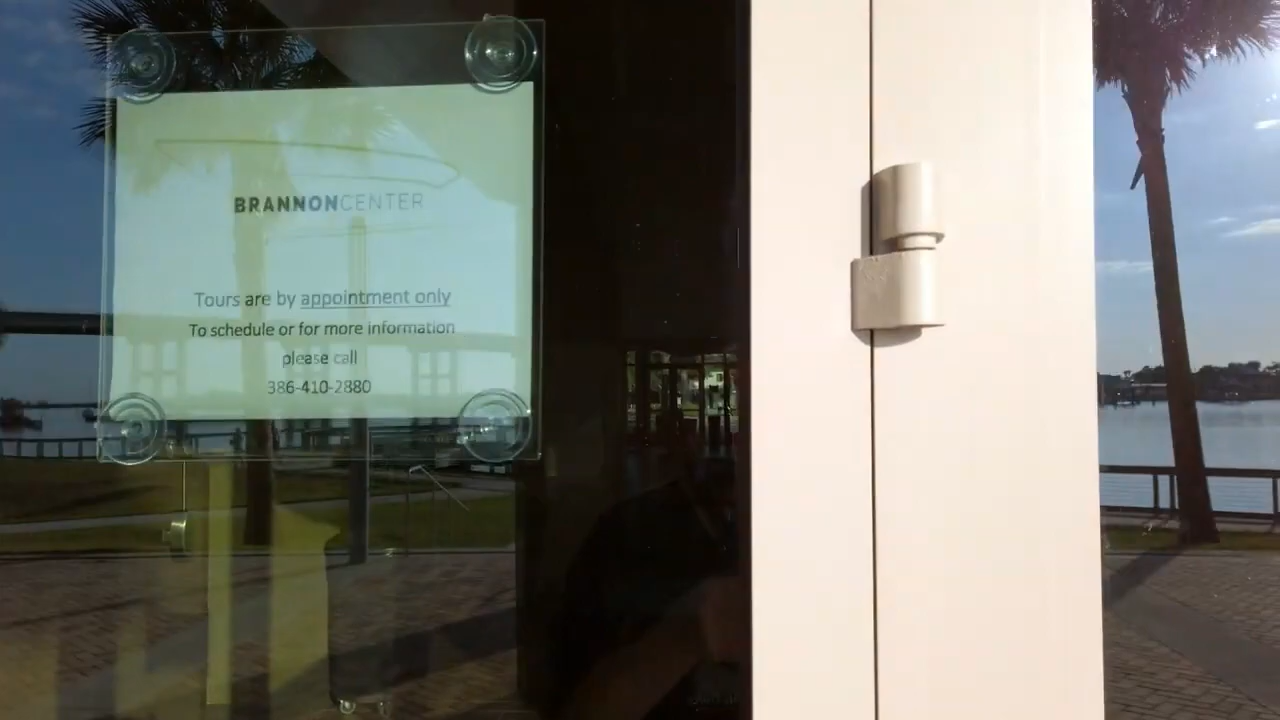 BRANNONCENTER
Tours are by appointment only
To schedule or for more information
please call
386-410-2880